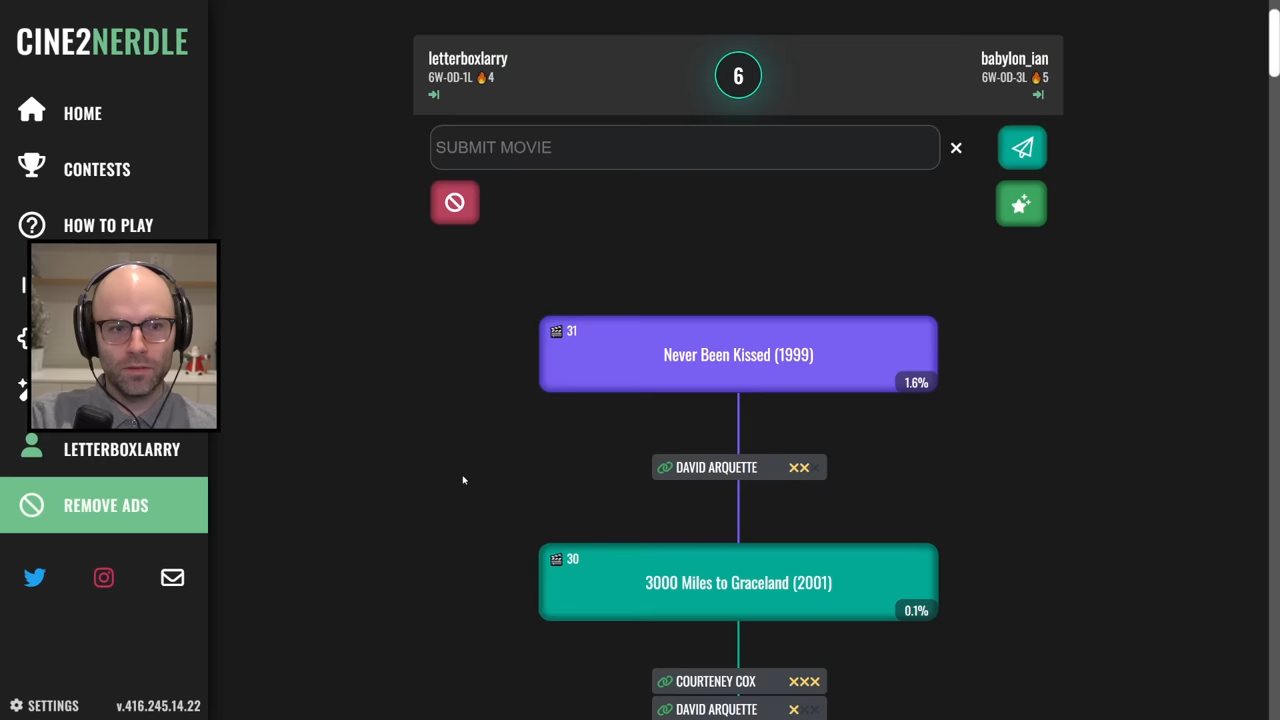 CINE2NERDLE
HOME
CONTESTS
HOW TO PLAY
LETTERBOXLARRY
REMOVE ADS
SETTINGS
v.416.245.14.22
letterboxlarry
6W-0D-1L 🔥4
6
babylon_ian
6W-0D-3L 🔥5
SUBMIT MOVIE
31
Never Been Kissed (1999)
1.6%
DAVID ARQUETTE
30
3000 Miles to Graceland (2001)
0.1%
COURTENEY COX
DAVID ARQUETTE